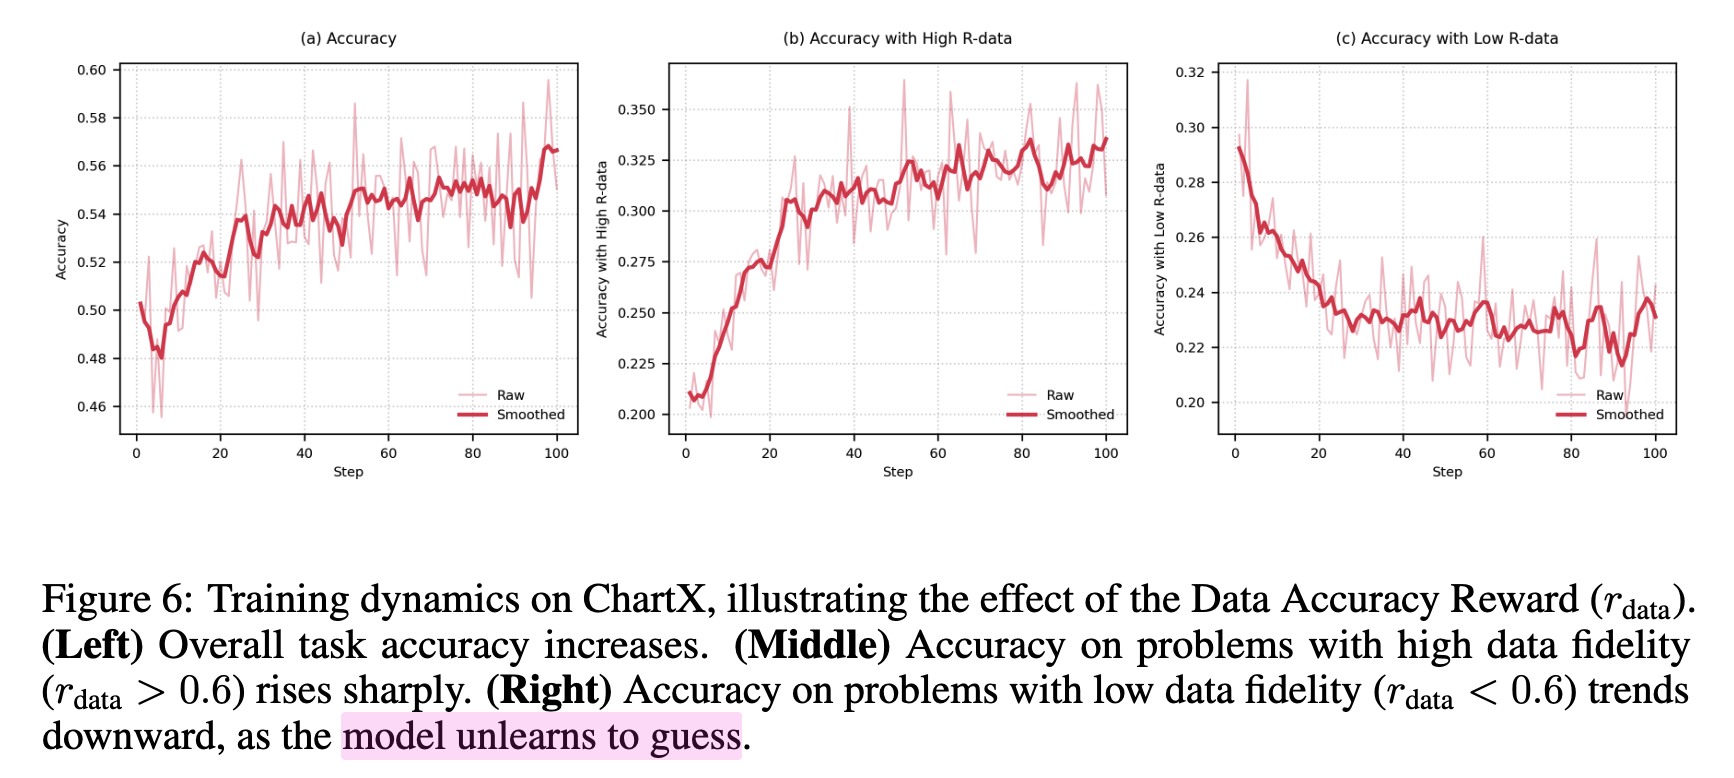 (a) Accuracy
0.60
0.58
0.56
0.54
0.52
0.50
0.48
0.46
Accuracy
Raw
Smoothed
0 20 40 60 80 100
Step
(b) Accuracy with High R-data
0.350
0.325
0.300
0.275
0.250
0.225
0.200
Accuracy with High R-data
Raw
Smoothed
0 20 40 60 80 100
Step
(c) Accuracy with Low R-data
0.32
0.30
0.28
0.26
0.24
0.22
0.20
Accuracy with Low R-data
Raw
Smoothed
0 20 40 60 80 100
Step
Figure 6: Training dynamics on ChartX, illustrating the effect of the Data Accuracy Reward (r_data).
(Left) Overall task accuracy increases. (Middle) Accuracy on problems with high data fidelity
(r_data > 0.6) rises sharply. (Right) Accuracy on problems with low data fidelity (r_data < 0.6) trends
downward, as the model unlearns to guess.